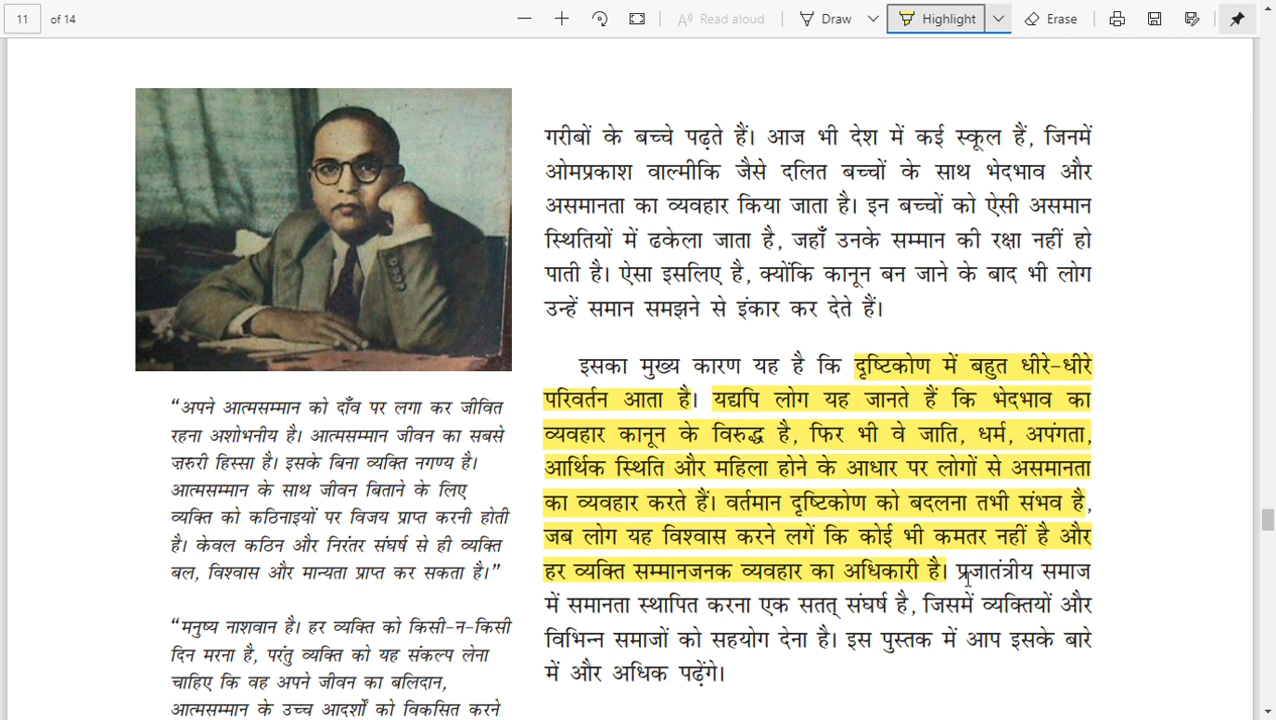 11 of 14 Read aloud Draw Highlight Erase
गरीबों के बच्चे पढ़ते हैं। आज भी देश में कई स्कूल हैं, जिनमें
ओमप्रकाश वाल्मीकि जैसे दलित बच्चों के साथ भेदभाव और
असमानता का व्यवहार किया जाता है। इन बच्चों को ऐसी असमान
स्थितियों में ढकेला जाता है, जहाँ उनके सम्मान की रक्षा नहीं हो
पाती है। ऐसा इसलिए है, क्योंकि कानून बन जाने के बाद भी लोग
उन्हें समान समझने से इंकार कर देते हैं।
इसका मुख्य कारण यह है कि दृष्टिकोण में बहुत धीरे-धीरे
परिवर्तन आता है। यद्यपि लोग यह जानते हैं कि भेदभाव का
व्यवहार कानून के विरुद्ध है, फिर भी वे जाति, धर्म, अपंगता,
आर्थिक स्थिति और महिला होने के आधार पर लोगों से असमानता
का व्यवहार करते हैं। वर्तमान दृष्टिकोण को बदलना तभी संभव है,
जब लोग यह विश्वास करने लगें कि कोई भी कमतर नहीं है और
हर व्यक्ति सम्मानजनक व्यवहार का अधिकारी है। प्रजातंत्रीय समाज
में समानता स्थापित करना एक सतत् संघर्ष है, जिसमें व्यक्तियों और
विभिन्न समाजों को सहयोग देना है। इस पुस्तक में आप इसके बारे
में और अधिक पढ़ेंगे।
“अपने आत्मसम्मान को दाँव पर लगा कर जीवित
रहना अशोभनीय है। आत्मसम्मान जीवन का सबसे
ज़रुरी हिस्सा है। इसके बिना व्यक्ति नगण्य है।
आत्मसम्मान के साथ जीवन बिताने के लिए
व्यक्ति को कठिनाइयों पर विजय प्राप्त करनी होती
है। केवल कठिन और निरंतर संघर्ष से ही व्यक्ति
बल, विश्वास और मान्यता प्राप्त कर सकता है।”
“मनुष्य नाशवान है। हर व्यक्ति को किसी-न-किसी
दिन मरना है, परंतु व्यक्ति को यह संकल्प लेना
चाहिए कि वह अपने जीवन का बलिदान,
आत्मसम्मान के उच्च आदर्शों को विकसित करने